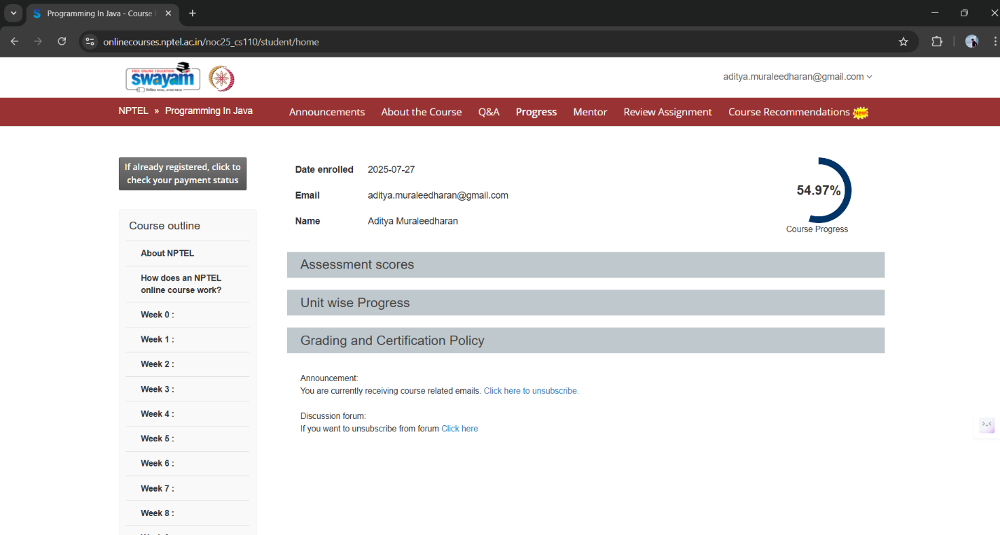 Programming In Java - Course
onlinecourses.nptel.ac.in/noc25_cs110/student/home
FREE ONLINE EDUCATION
swayam
aditya.muraleedharan@gmail.com
NPTEL » Programming In Java
Announcements About the Course Q&A Progress Mentor Review Assignment Course Recommendations New
If already registered, click to
check your payment status
Date enrolled 2025-07-27
Email aditya.muraleedharan@gmail.com
Name Aditya Muraleedharan
54.97%
Course Progress
Course outline
About NPTEL
How does an NPTEL
online course work?
Week 0 :
Week 1 :
Week 2 :
Week 3 :
Week 4 :
Week 5 :
Week 6 :
Week 7 :
Week 8 :
Assessment scores
Unit wise Progress
Grading and Certification Policy
Announcement:
You are currently receiving course related emails. Click here to unsubscribe.
Discussion forum:
If you want to unsubscribe from forum Click here